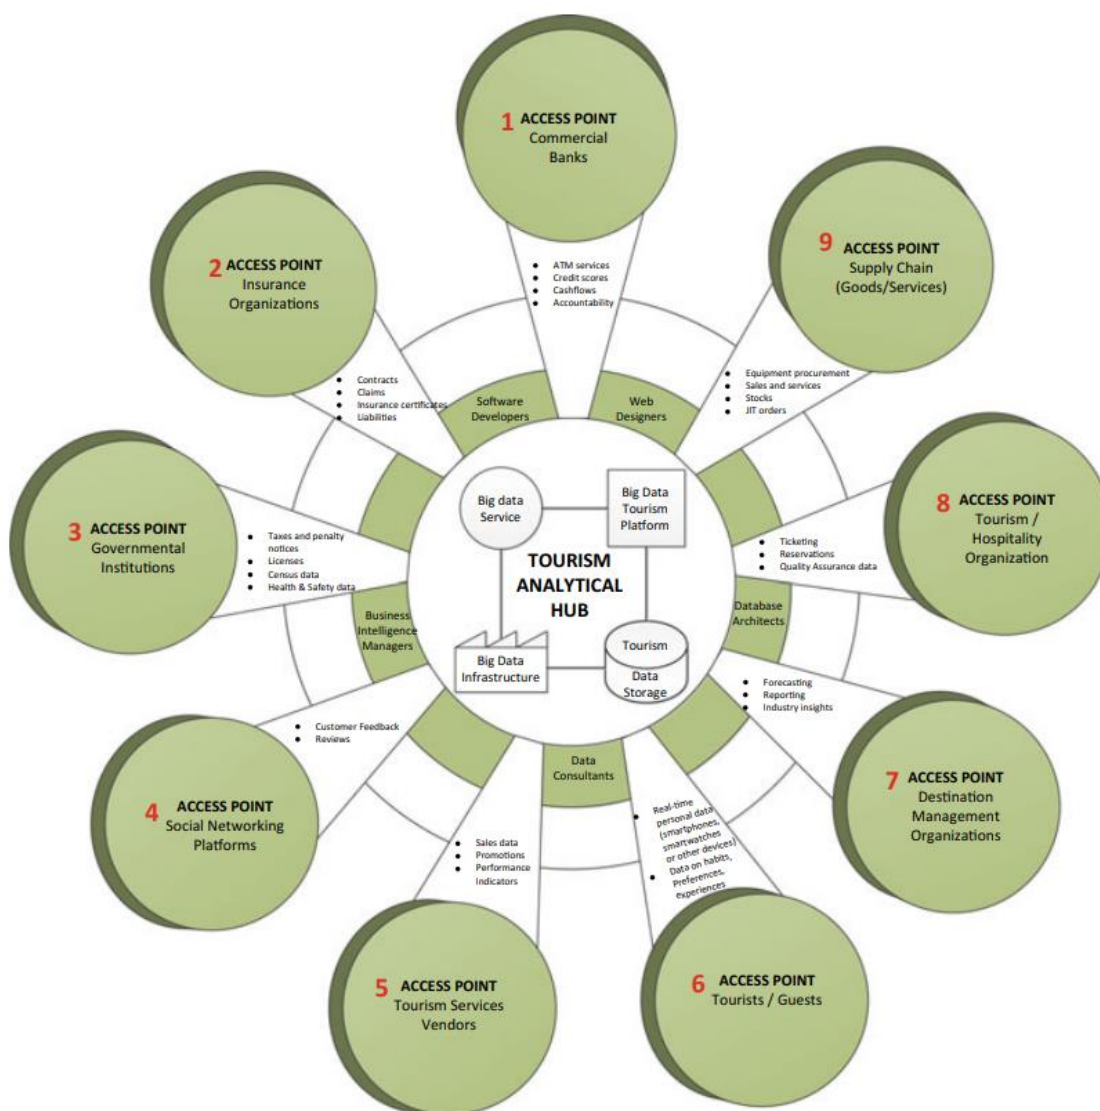 1 ACCESS POINT
Commercial
Banks
• ATM services
• Credit scores
• Cashflows
• Accountability
2 ACCESS POINT
Insurance
Organizations
• Contracts
• Claims
• Insurance certificates
• Liabilities
3 ACCESS POINT
Governmental
Institutions
• Taxes and penalty
notices
• Licenses
• Census data
• Health & Safety data
4 ACCESS POINT
Social Networking
Platforms
• Customer Feedback
• Reviews
5 ACCESS POINT
Tourism Services
Vendors
• Sales data
• Promotions
• Performance
Indicators
6 ACCESS POINT
Tourists / Guests
• Real-time
personal data
(smartphones,
smartwatches
or other devices)
• Data on habits,
Preferences,
experiences
7 ACCESS POINT
Destination
Management
Organizations
• Forecasting
• Reporting
• Industry insights
8 ACCESS POINT
Tourism /
Hospitality
Organization
• Ticketing
• Reservations
• Quality Assurance data
9 ACCESS POINT
Supply Chain
(Goods/Services)
• Equipment procurement
• Sales and services
• Stocks
• JIT orders
Software
Developers
Web
Designers
Business
Intelligence
Managers
Database
Architects
Data
Consultants
Big data
Service
Big Data
Tourism
Platform
TOURISM
ANALYTICAL
HUB
Big Data
Infrastructure
Tourism
Data
Storage